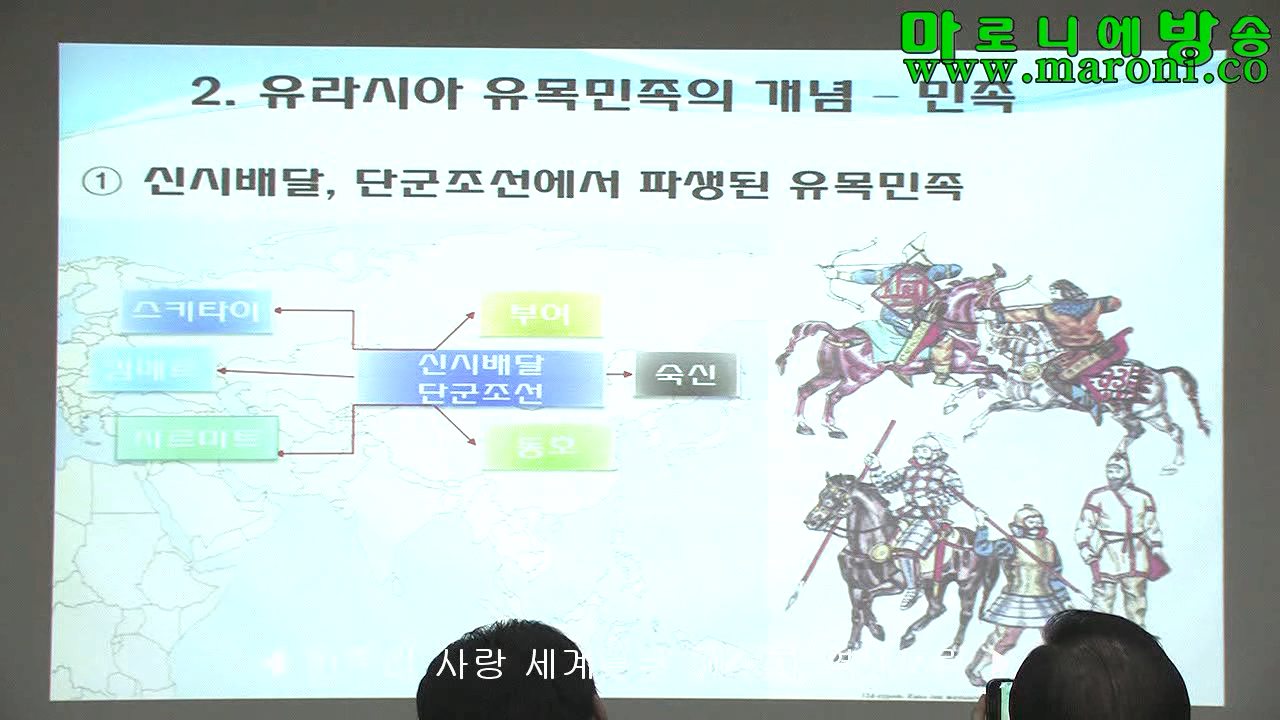 마로니에방송
www.maroni.co
2. 유라시아 유목민족의 개념 - 민족
① 신시배달, 단군조선에서 파생된 유목민족
스키타이
부여
신시배달
단군조선
숙신
사르마트
동호
사랑 세계